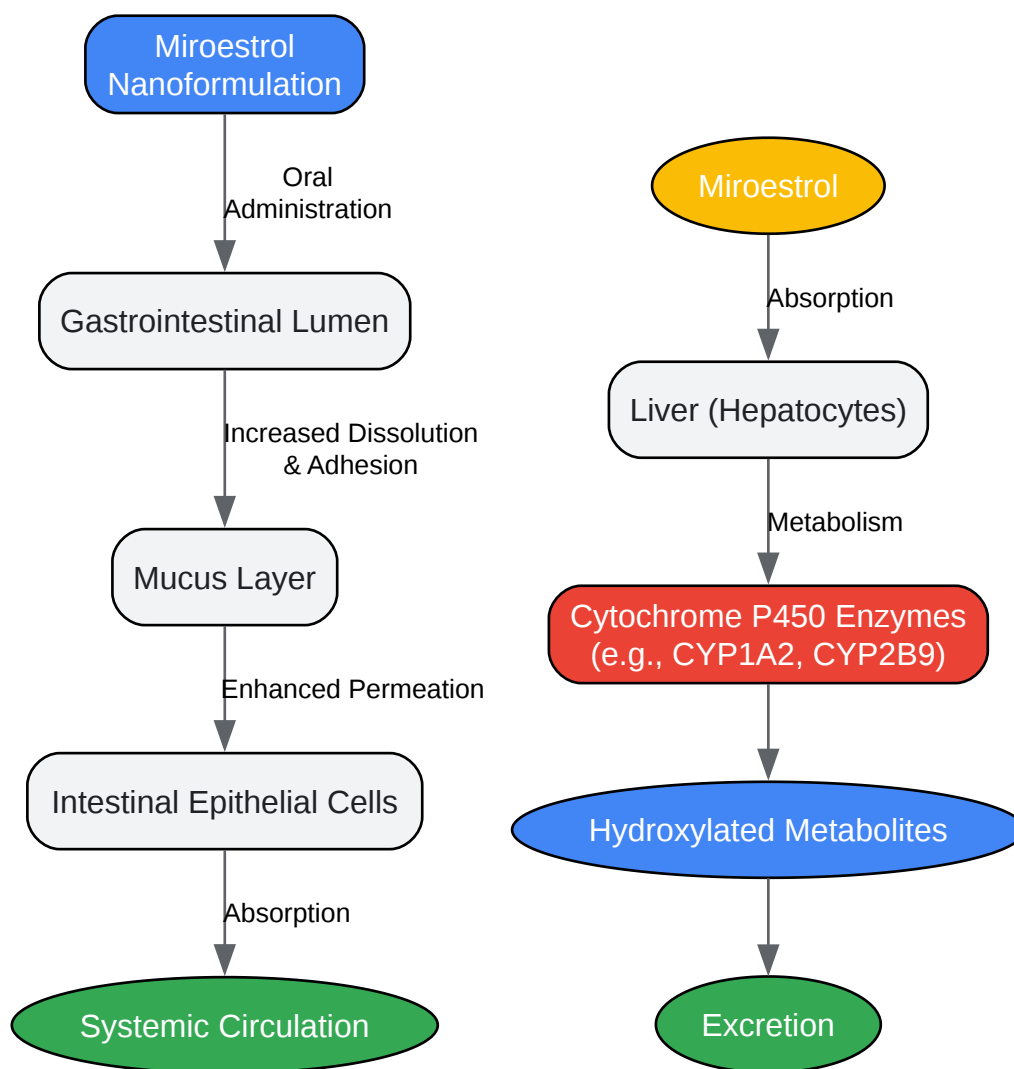 Miroestrol
Nanoformulation
Oral
Administration
Gastrointestinal Lumen
Increased Dissolution
& Adhesion
Mucus Layer
Enhanced Permeation
Intestinal Epithelial Cells
Absorption
Systemic Circulation
Miroestrol
Absorption
Liver (Hepatocytes)
Metabolism
Cytochrome P450 Enzymes
(e.g., CYP1A2, CYP2B9)
Hydroxylated Metabolites
Excretion